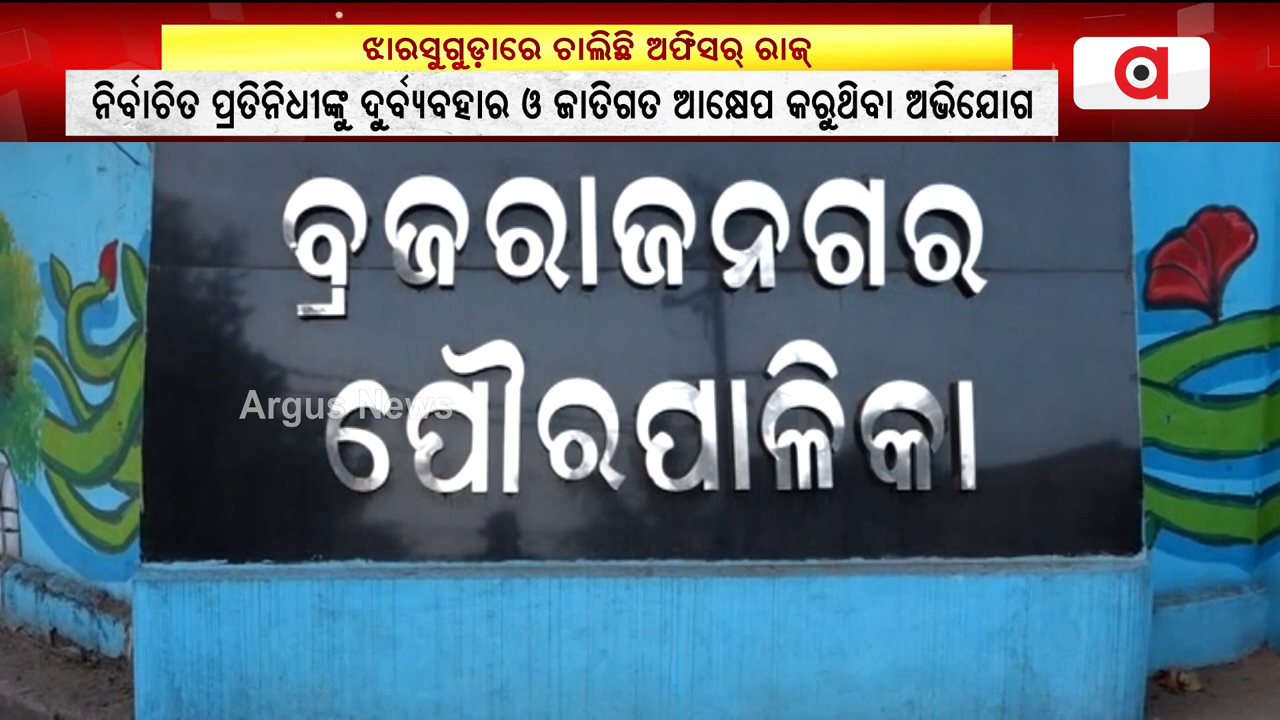 ଝାରସୁଗୁଡ଼ାରେ ଚାଲିଛି ଅଫିସର୍ ରାଜ୍
ନିର୍ବାଚିତ ପ୍ରତିନିଧୀଙ୍କୁ ଦୁର୍ବ୍ୟବହାର ଓ ଜାତିଗତ ଆକ୍ଷେପ କରୁଥିବା ଅଭିଯୋଗ
a
ବ୍ରଜରାଜନଗର
ପୌରପାଳିକା
Argus News